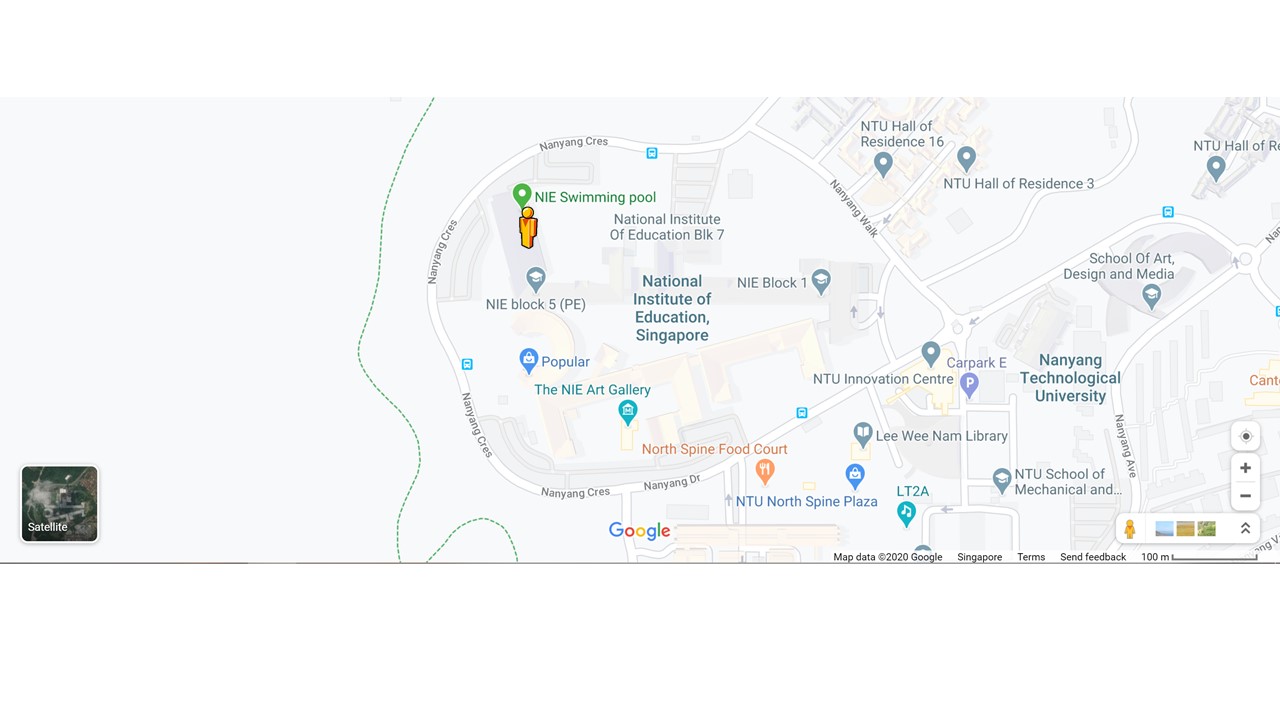 NTU Hall of
Residence 16
Nanyang Cres
NTU Hall of Re
NTU Hall of Residence 3
NIE Swimming pool
Nanyang Walk
National Institute
Of Education Blk 7
Nanyang Cres
School Of Art,
Design and Media
NIE Block 1
National
Institute of
Education,
Singapore
NIE block 5 (PE)
Popular
Carpark E
P
NTU Innovation Centre
Nanyang
Technological
University
The NIE Art Gallery
Nanyang Cres
Lee Wee Nam Library
Nanyang Ave
North Spine Food Court
NTU School of
Mechanical and...
Nanyang Dr
Nanyang Cres
NTU North Spine Plaza
LT2A
Satellite
Google
Map data ©2020 Google
Singapore
Terms
Send feedback
100 m